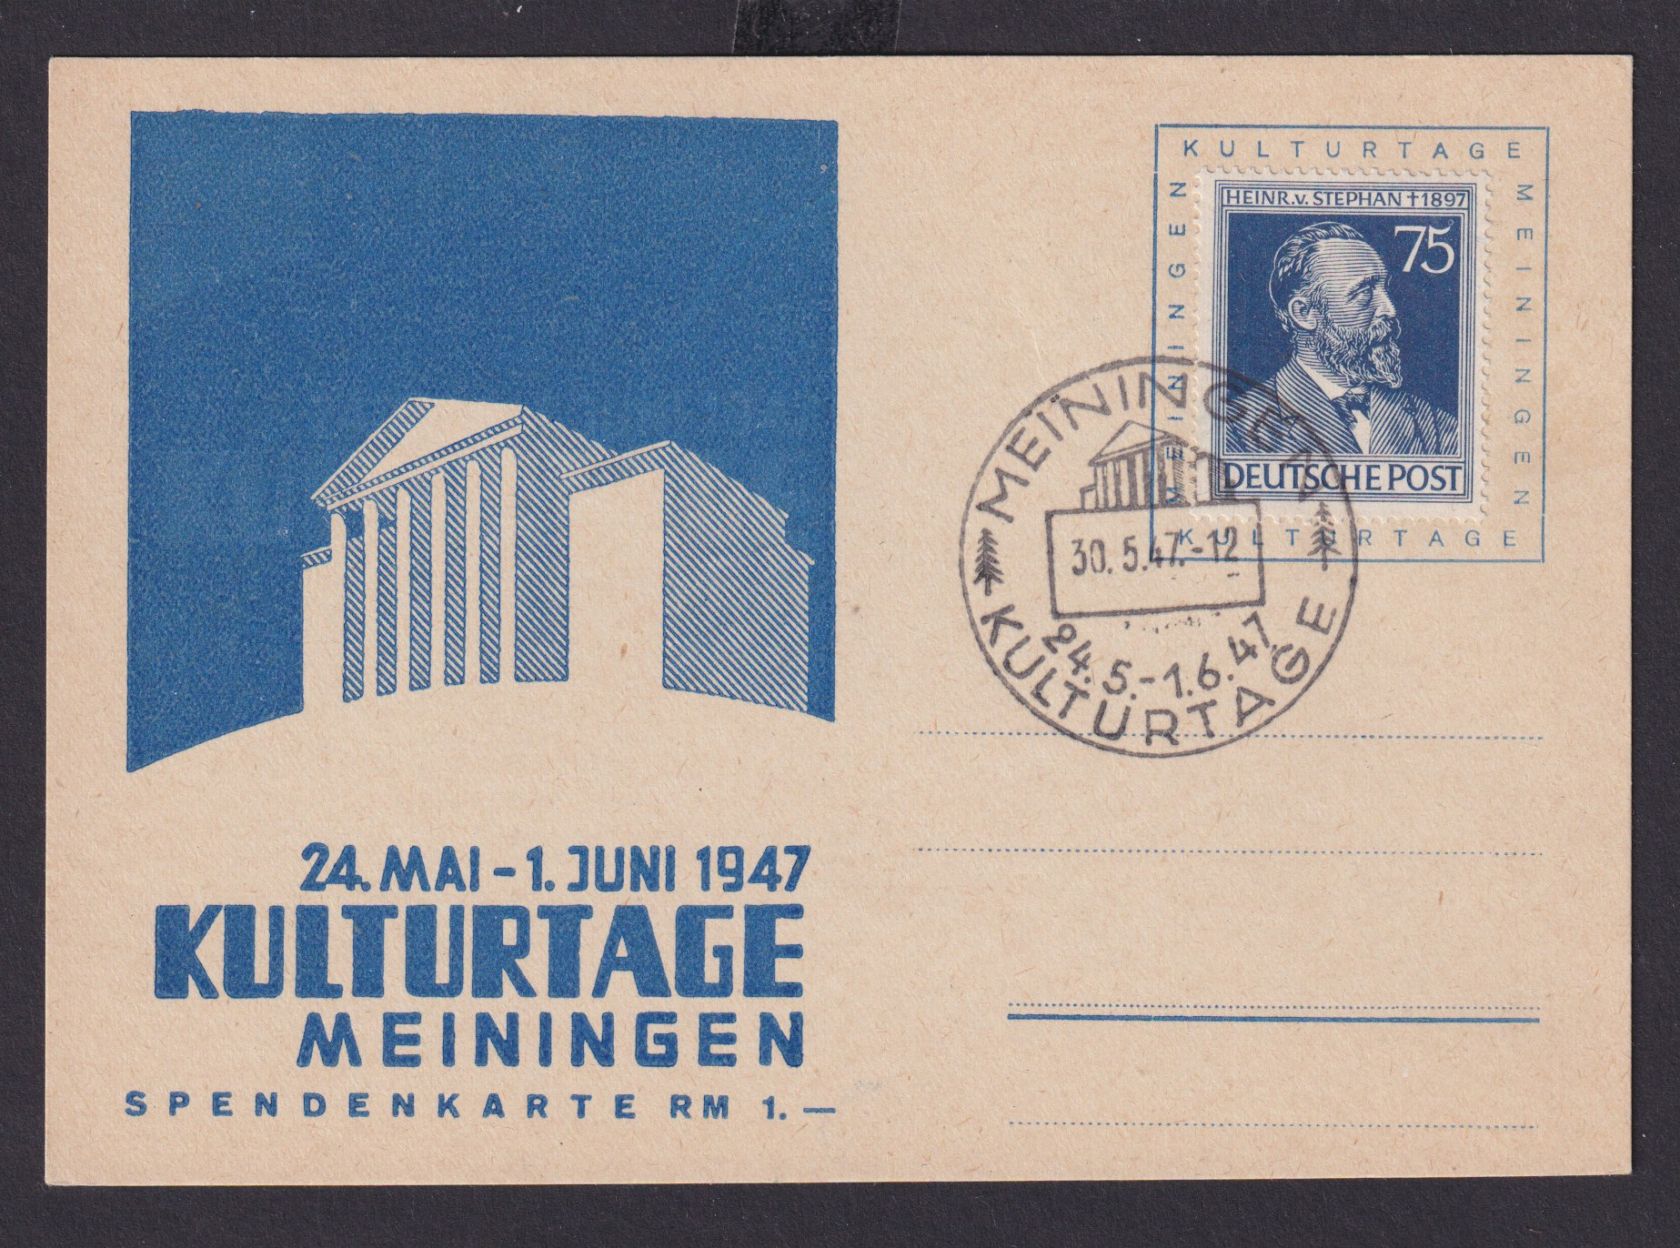 24. MAI - 1. JUNI 1947
KULTURTAGE
MEININGEN
SPENDENKARTE RM 1.—
KULTURTAGE
MEININGEN
MEININGEN
KULTURTAGE
HEINR. v. STEPHAN † 1897
75
DEUTSCHE POST
MEININGEN
30.5.47.-12
24.5.-1.6.47
KULTURTAGE